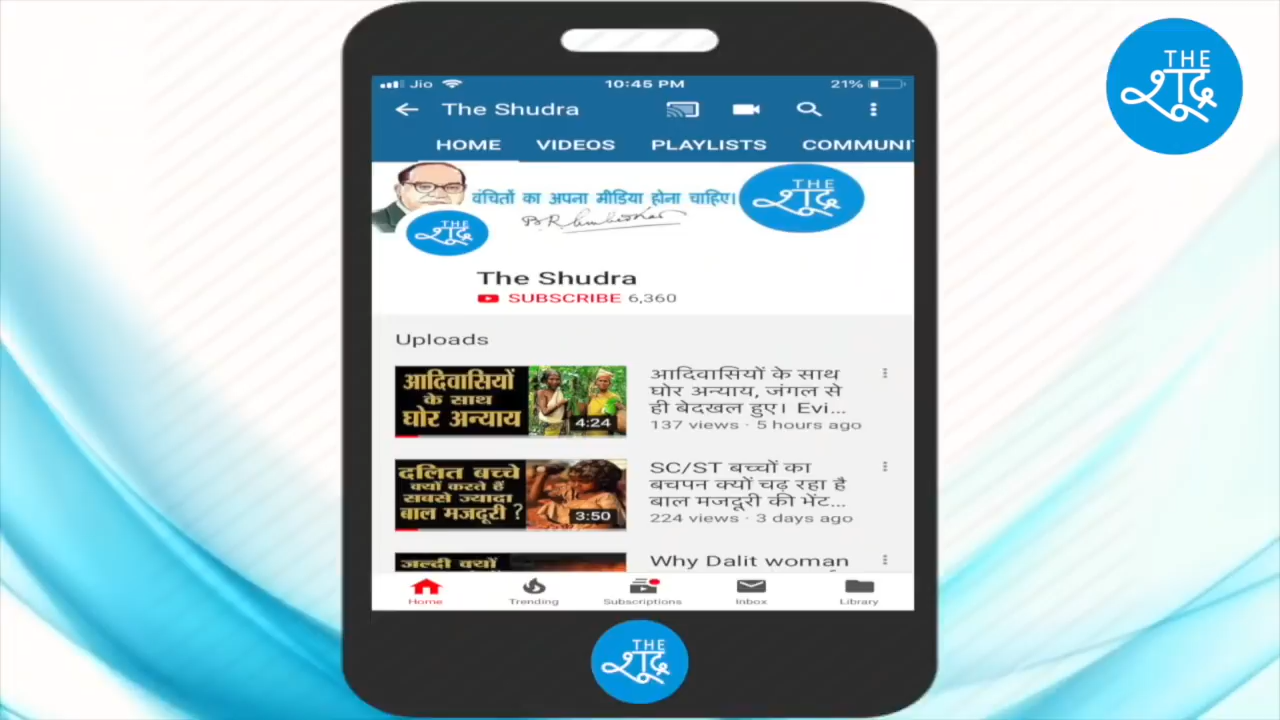 THE
शूद्र
Jio
10:45 PM
21%
The Shudra
HOME VIDEOS PLAYLISTS COMMUNI
वंचितों का अपना मीडिया होना चाहिए।
THE
शूद्र
THE
शूद्र
The Shudra
SUBSCRIBE 6,360
Uploads
आदिवासियों
के साथ
घोर अन्याय
4:24
आदिवासियों के साथ
घोर अन्याय, जंगल से
ही बेदखल हुए। Evi...
137 views · 5 hours ago
दलित बच्चे
क्यों करते हैं
सबसे ज्यादा
बाल मजदूरी ?
3:50
SC/ST बच्चों का
बचपन क्यों चढ़ रहा है
बाल मजदूरी की भेंट...
224 views · 3 days ago
जल्दी क्यों
Why Dalit woman
Home Trending Subscriptions Inbox Library
THE
शूद्र